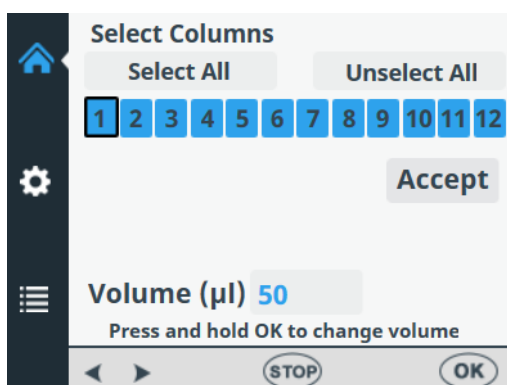 Select Columns
Select All Unselect All
1 2 3 4 5 6 7 8 9 10 11 12
Accept
Volume (µl) 50
Press and hold OK to change volume
STOP OK